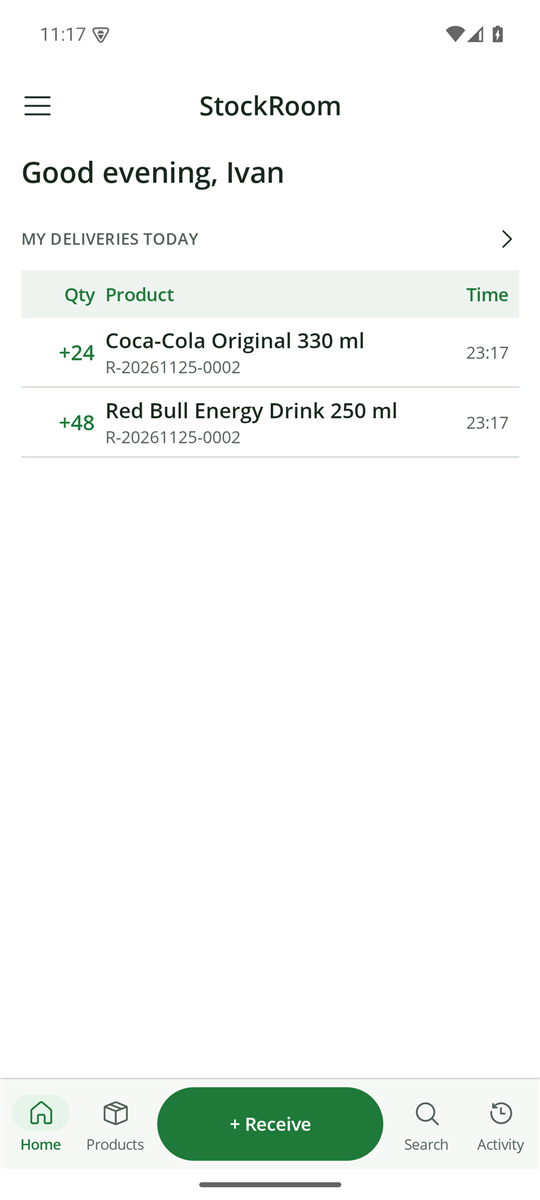 11:17
StockRoom
Good evening, Ivan
MY DELIVERIES TODAY
Qty Product Time
+24 Coca-Cola Original 330 ml 23:17
R-20261125-0002
+48 Red Bull Energy Drink 250 ml 23:17
R-20261125-0002
+ Receive
Home Products Search Activity